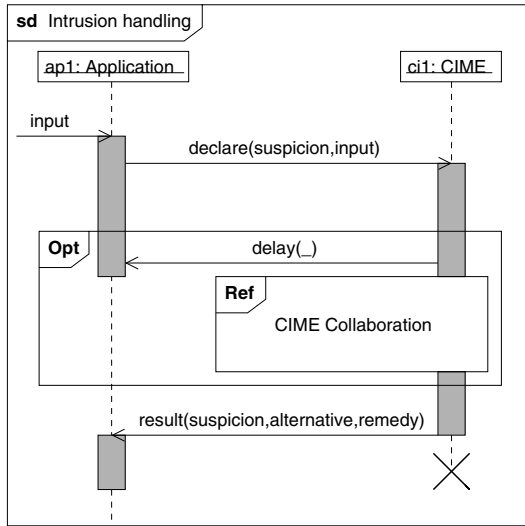 sd Intrusion handling
ap1: Application
ci1: CIME
input
declare(suspicion,input)
Opt
delay(_)
Ref
CIME Collaboration
result(suspicion,alternative,remedy)